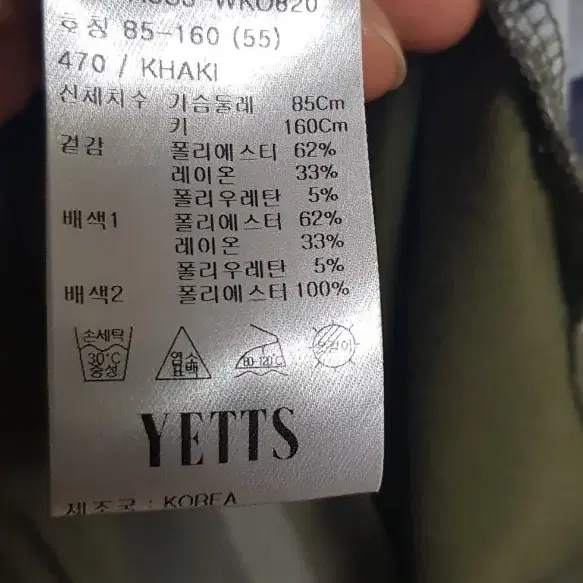 WKO820
호칭 85-160 (55)
470 / KHAKI
신체치수 가슴둘레 85Cm
키 160Cm
겉감 폴리에스터 62%
레이온 33%
폴리우레탄 5%
배색1 폴리에스터 62%
레이온 33%
폴리우레탄 5%
배색2 폴리에스터 100%
손세탁 30°C 중성
염소 표백
80-120°C
드라이
YETTS
제조국 : KOREA